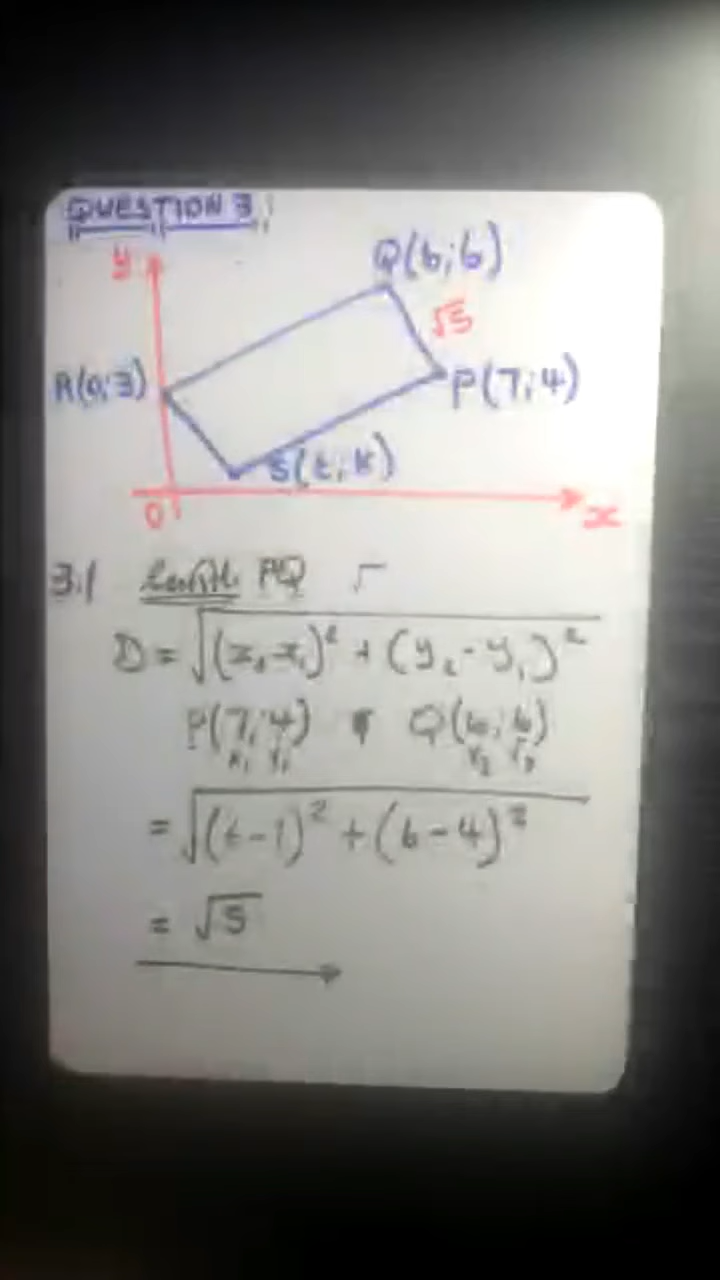 QUESTION 3:
y
Q(6;6)
√5
R(0;3)
P(7;4)
S(t;k)
0
x
3.1 Length PQ
D = √(x₂-x₁)² + (y₂-y₁)²
P(7;4) Q(6;6)
x₁ y₁ x₂ y₂
= √(6-7)² + (6-4)²
= √5